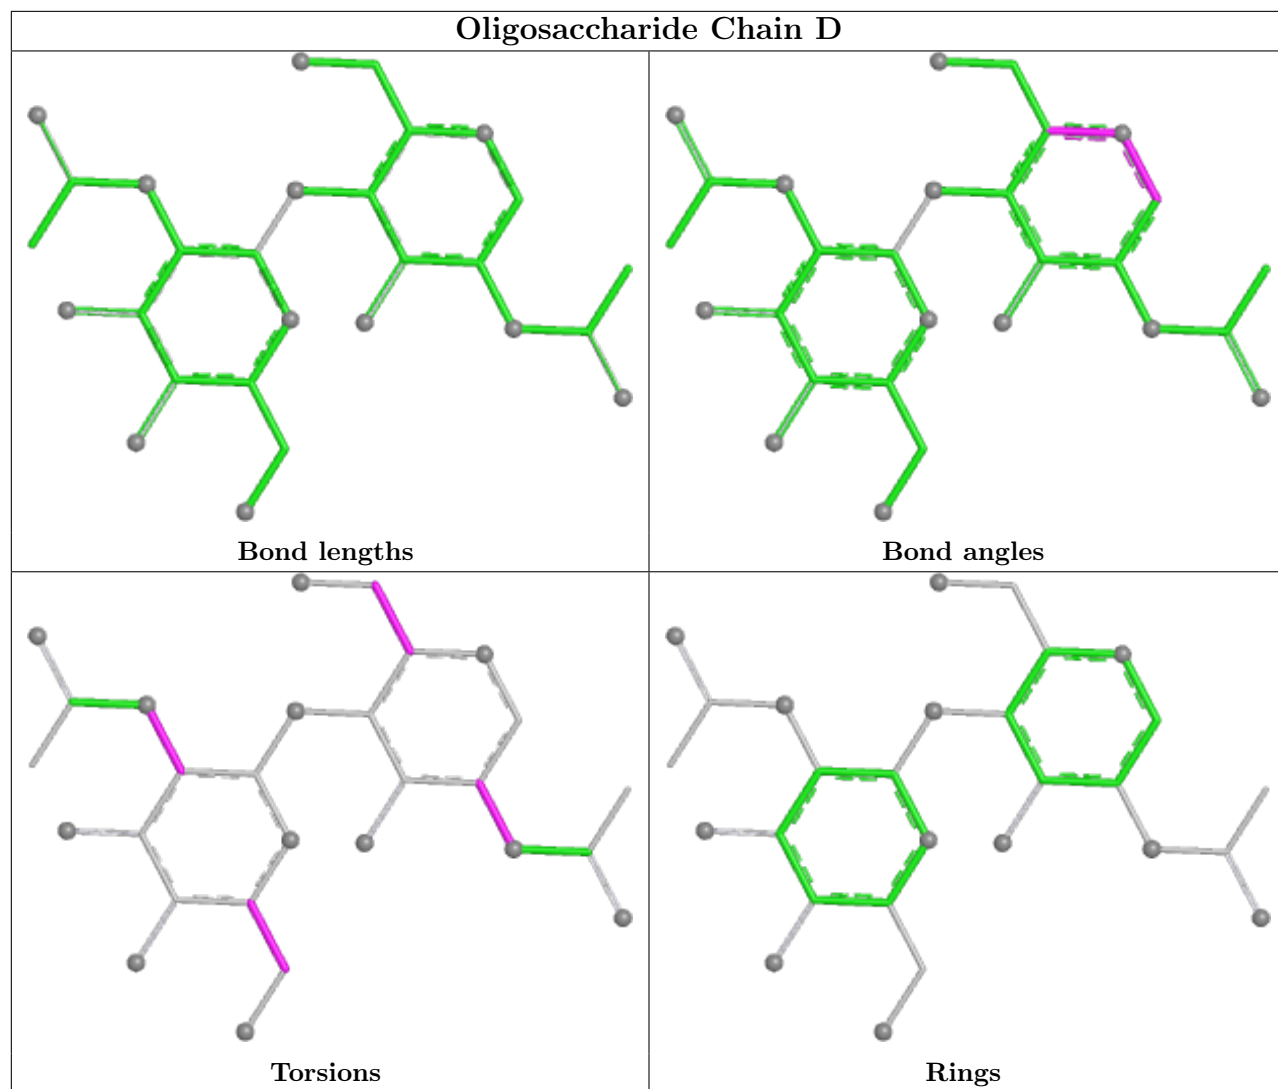 Oligosaccharide Chain D
Bond lengths
Bond angles
Torsions
Rings